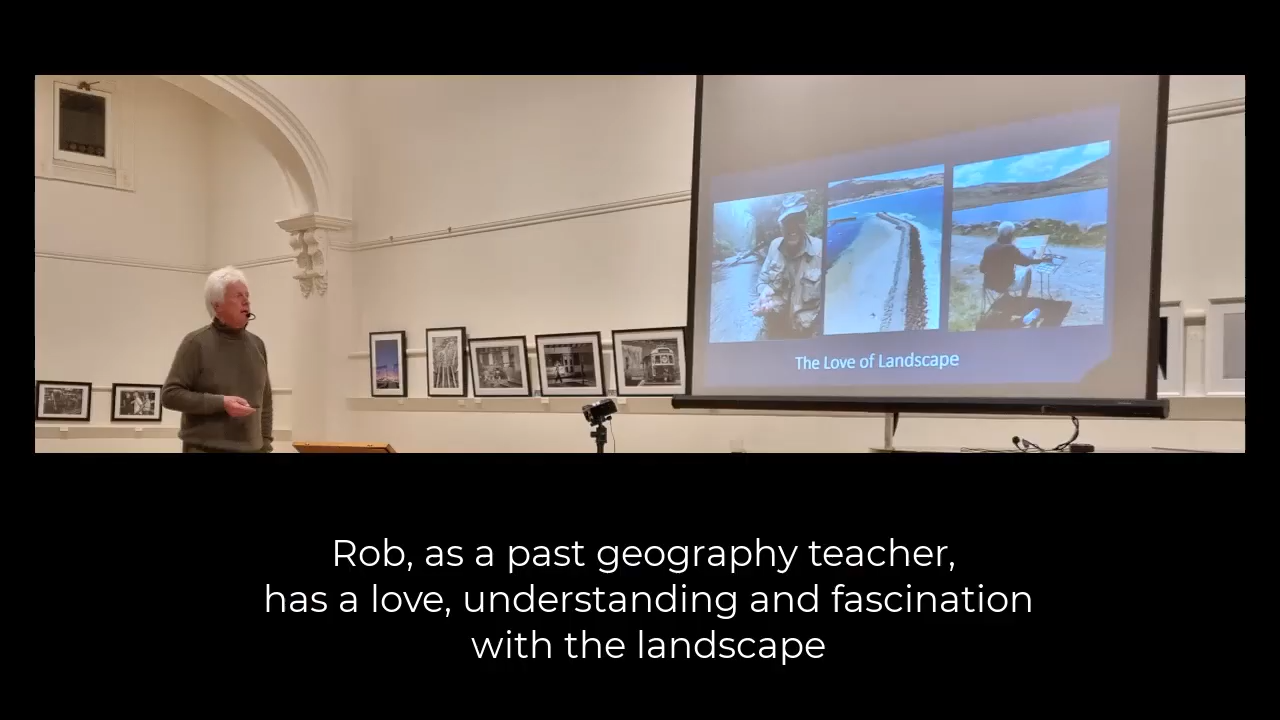 The Love of Landscape
Rob, as a past geography teacher,
has a love, understanding and fascination
with the landscape